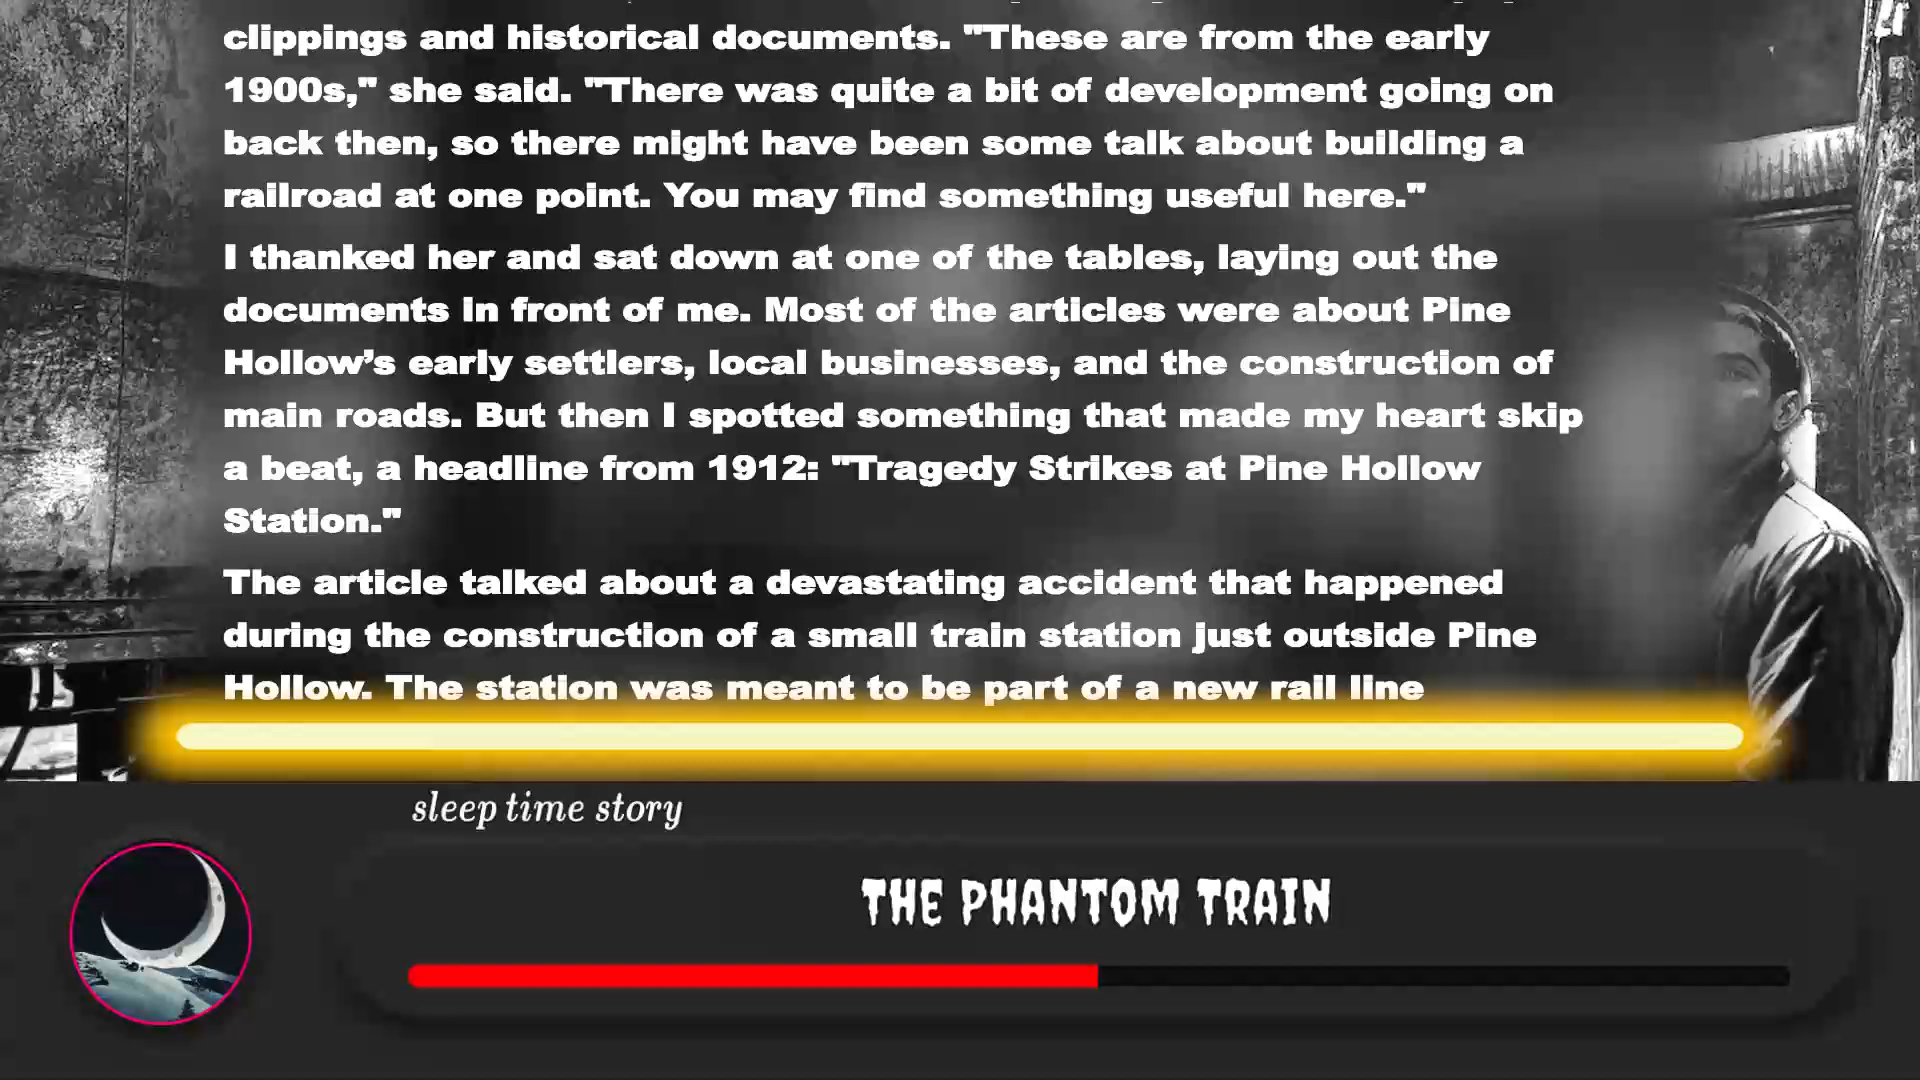 clippings and historical documents. "These are from the early
1900s," she said. "There was quite a bit of development going on
back then, so there might have been some talk about building a
railroad at one point. You may find something useful here."
I thanked her and sat down at one of the tables, laying out the
documents in front of me. Most of the articles were about Pine
Hollow’s early settlers, local businesses, and the construction of
main roads. But then I spotted something that made my heart skip
a beat, a headline from 1912: "Tragedy Strikes at Pine Hollow
Station."
The article talked about a devastating accident that happened
during the construction of a small train station just outside Pine
Hollow. The station was meant to be part of a new rail line
sleep time story
THE PHANTOM TRAIN